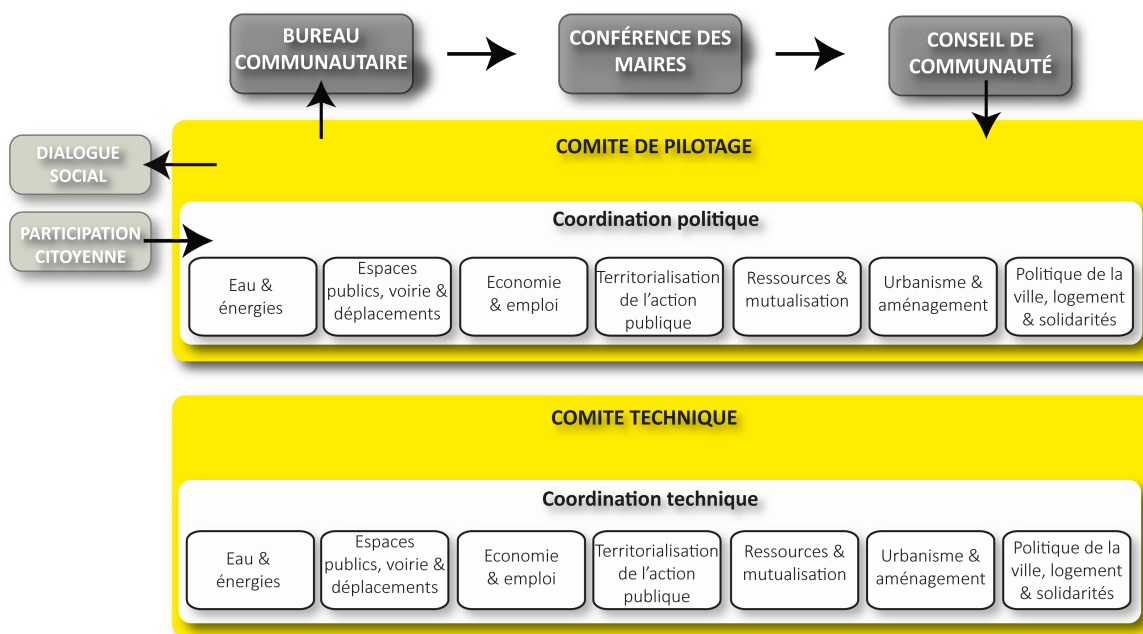 BUREAU
COMMUNAUTAIRE
CONFÉRENCE DES
MAIRES
CONSEIL DE
COMMUNAUTÉ
DIALOGUE
SOCIAL
PARTICIPATION
CITOYENNE
COMITE DE PILOTAGE
Coordination politique
Eau &
énergies
Espaces
publics, voirie &
déplacements
Economie
& emploi
Territorialisation
de l’action
publique
Ressources &
mutualisation
Urbanisme &
aménagement
Politique de la
ville, logement
& solidarités
COMITE TECHNIQUE
Coordination technique
Eau &
énergies
Espaces
publics, voirie &
déplacements
Economie
& emploi
Territorialisation
de l’action
publique
Ressources &
mutualisation
Urbanisme &
aménagement
Politique de la
ville, logement
& solidarités